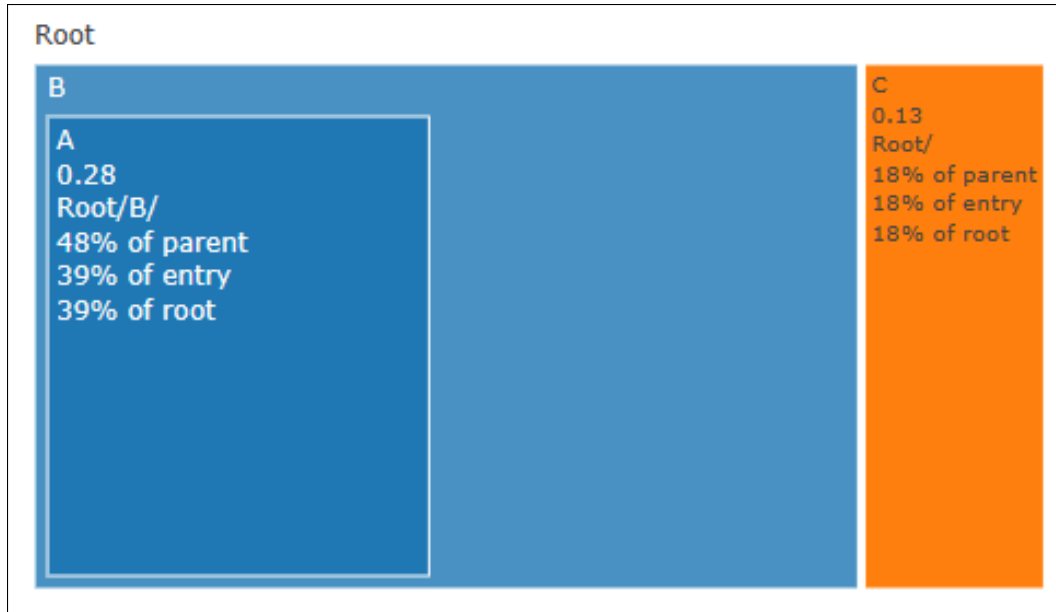 Root
B
A
0.28
Root/B/
48% of parent
39% of entry
39% of root
C
0.13
Root/
18% of parent
18% of entry
18% of root